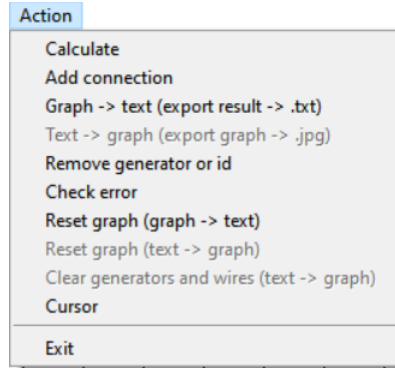 Action
Calculate
Add connection
Graph -> text (export result -> .txt)
Text -> graph (export graph -> .jpg)
Remove generator or id
Check error
Reset graph (graph -> text)
Reset graph (text -> graph)
Clear generators and wires (text -> graph)
Cursor
Exit